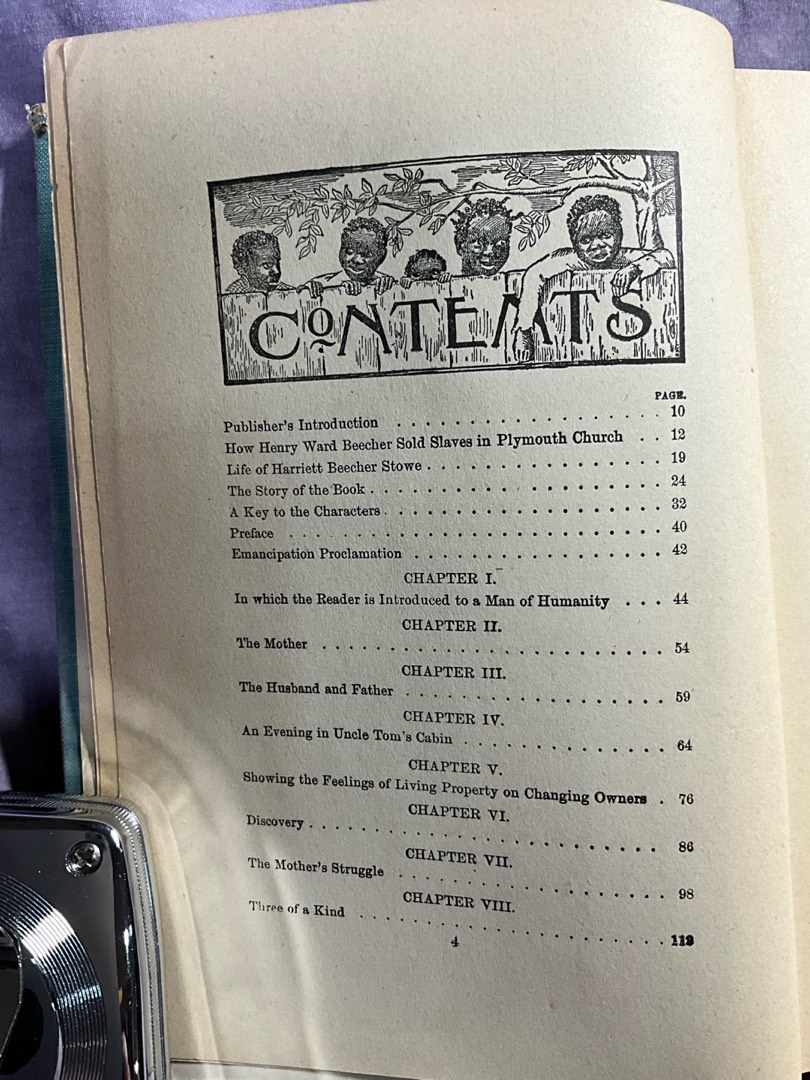 CONTENTS
PAGE.
Publisher's Introduction . . . . . . . . . . . . . . . . . . 10
How Henry Ward Beecher Sold Slaves in Plymouth Church . . 12
Life of Harriett Beecher Stowe . . . . . . . . . . . . . . . . . . 19
The Story of the Book . . . . . . . . . . . . . . . . . . . . . . 24
A Key to the Characters . . . . . . . . . . . . . . . . . . . . . 32
Preface . . . . . . . . . . . . . . . . . . . . . . . . . . . . 40
Emancipation Proclamation . . . . . . . . . . . . . . . . . . . 42
CHAPTER I.
In which the Reader is Introduced to a Man of Humanity . . . 44
CHAPTER II.
The Mother . . . . . . . . . . . . . . . . . . . . . . . . . . 54
CHAPTER III.
The Husband and Father . . . . . . . . . . . . . . . . . . . . 59
CHAPTER IV.
An Evening in Uncle Tom's Cabin . . . . . . . . . . . . . . . 64
CHAPTER V.
Showing the Feelings of Living Property on Changing Owners . 76
CHAPTER VI.
Discovery . . . . . . . . . . . . . . . . . . . . . . . . . . . 86
CHAPTER VII.
The Mother's Struggle . . . . . . . . . . . . . . . . . . . . . 98
CHAPTER VIII.
Three of a Kind . . . . . . . . . . . . . . . . . . . . . . . .
4